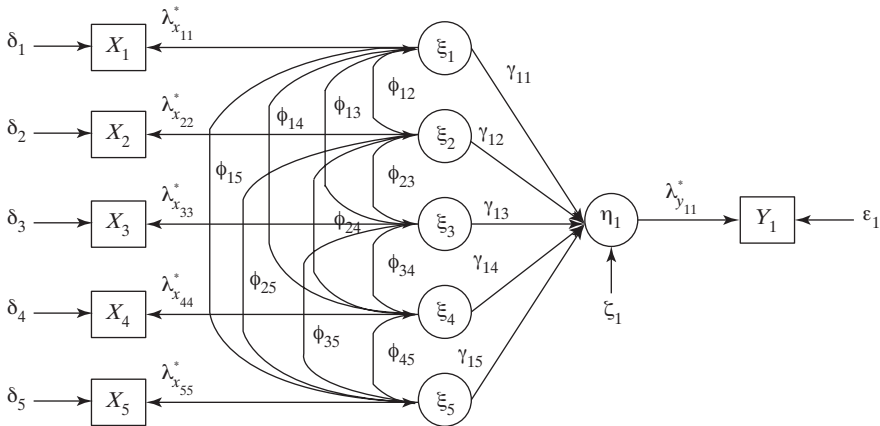 δ₁ X₁ λ*ₓ₁₁ ξ₁
γ₁₁
ϕ₁₂
ϕ₁₃
ϕ₁₄
δ₂ X₂ λ*ₓ₂₂ ξ₂
γ₁₂
ϕ₁₅
ϕ₂₃
δ₃ X₃ λ*ₓ₃₃ ϕ₂₄ ξ₃ γ₁₃ η₁ λ*y₁₁ Y₁ ε₁
ϕ₃₄
γ₁₄
ϕ₂₅
δ₄ X₄ λ*ₓ₄₄ ξ₄ ζ₁
ϕ₃₅
ϕ₄₅
γ₁₅
δ₅ X₅ λ*ₓ₅₅ ξ₅